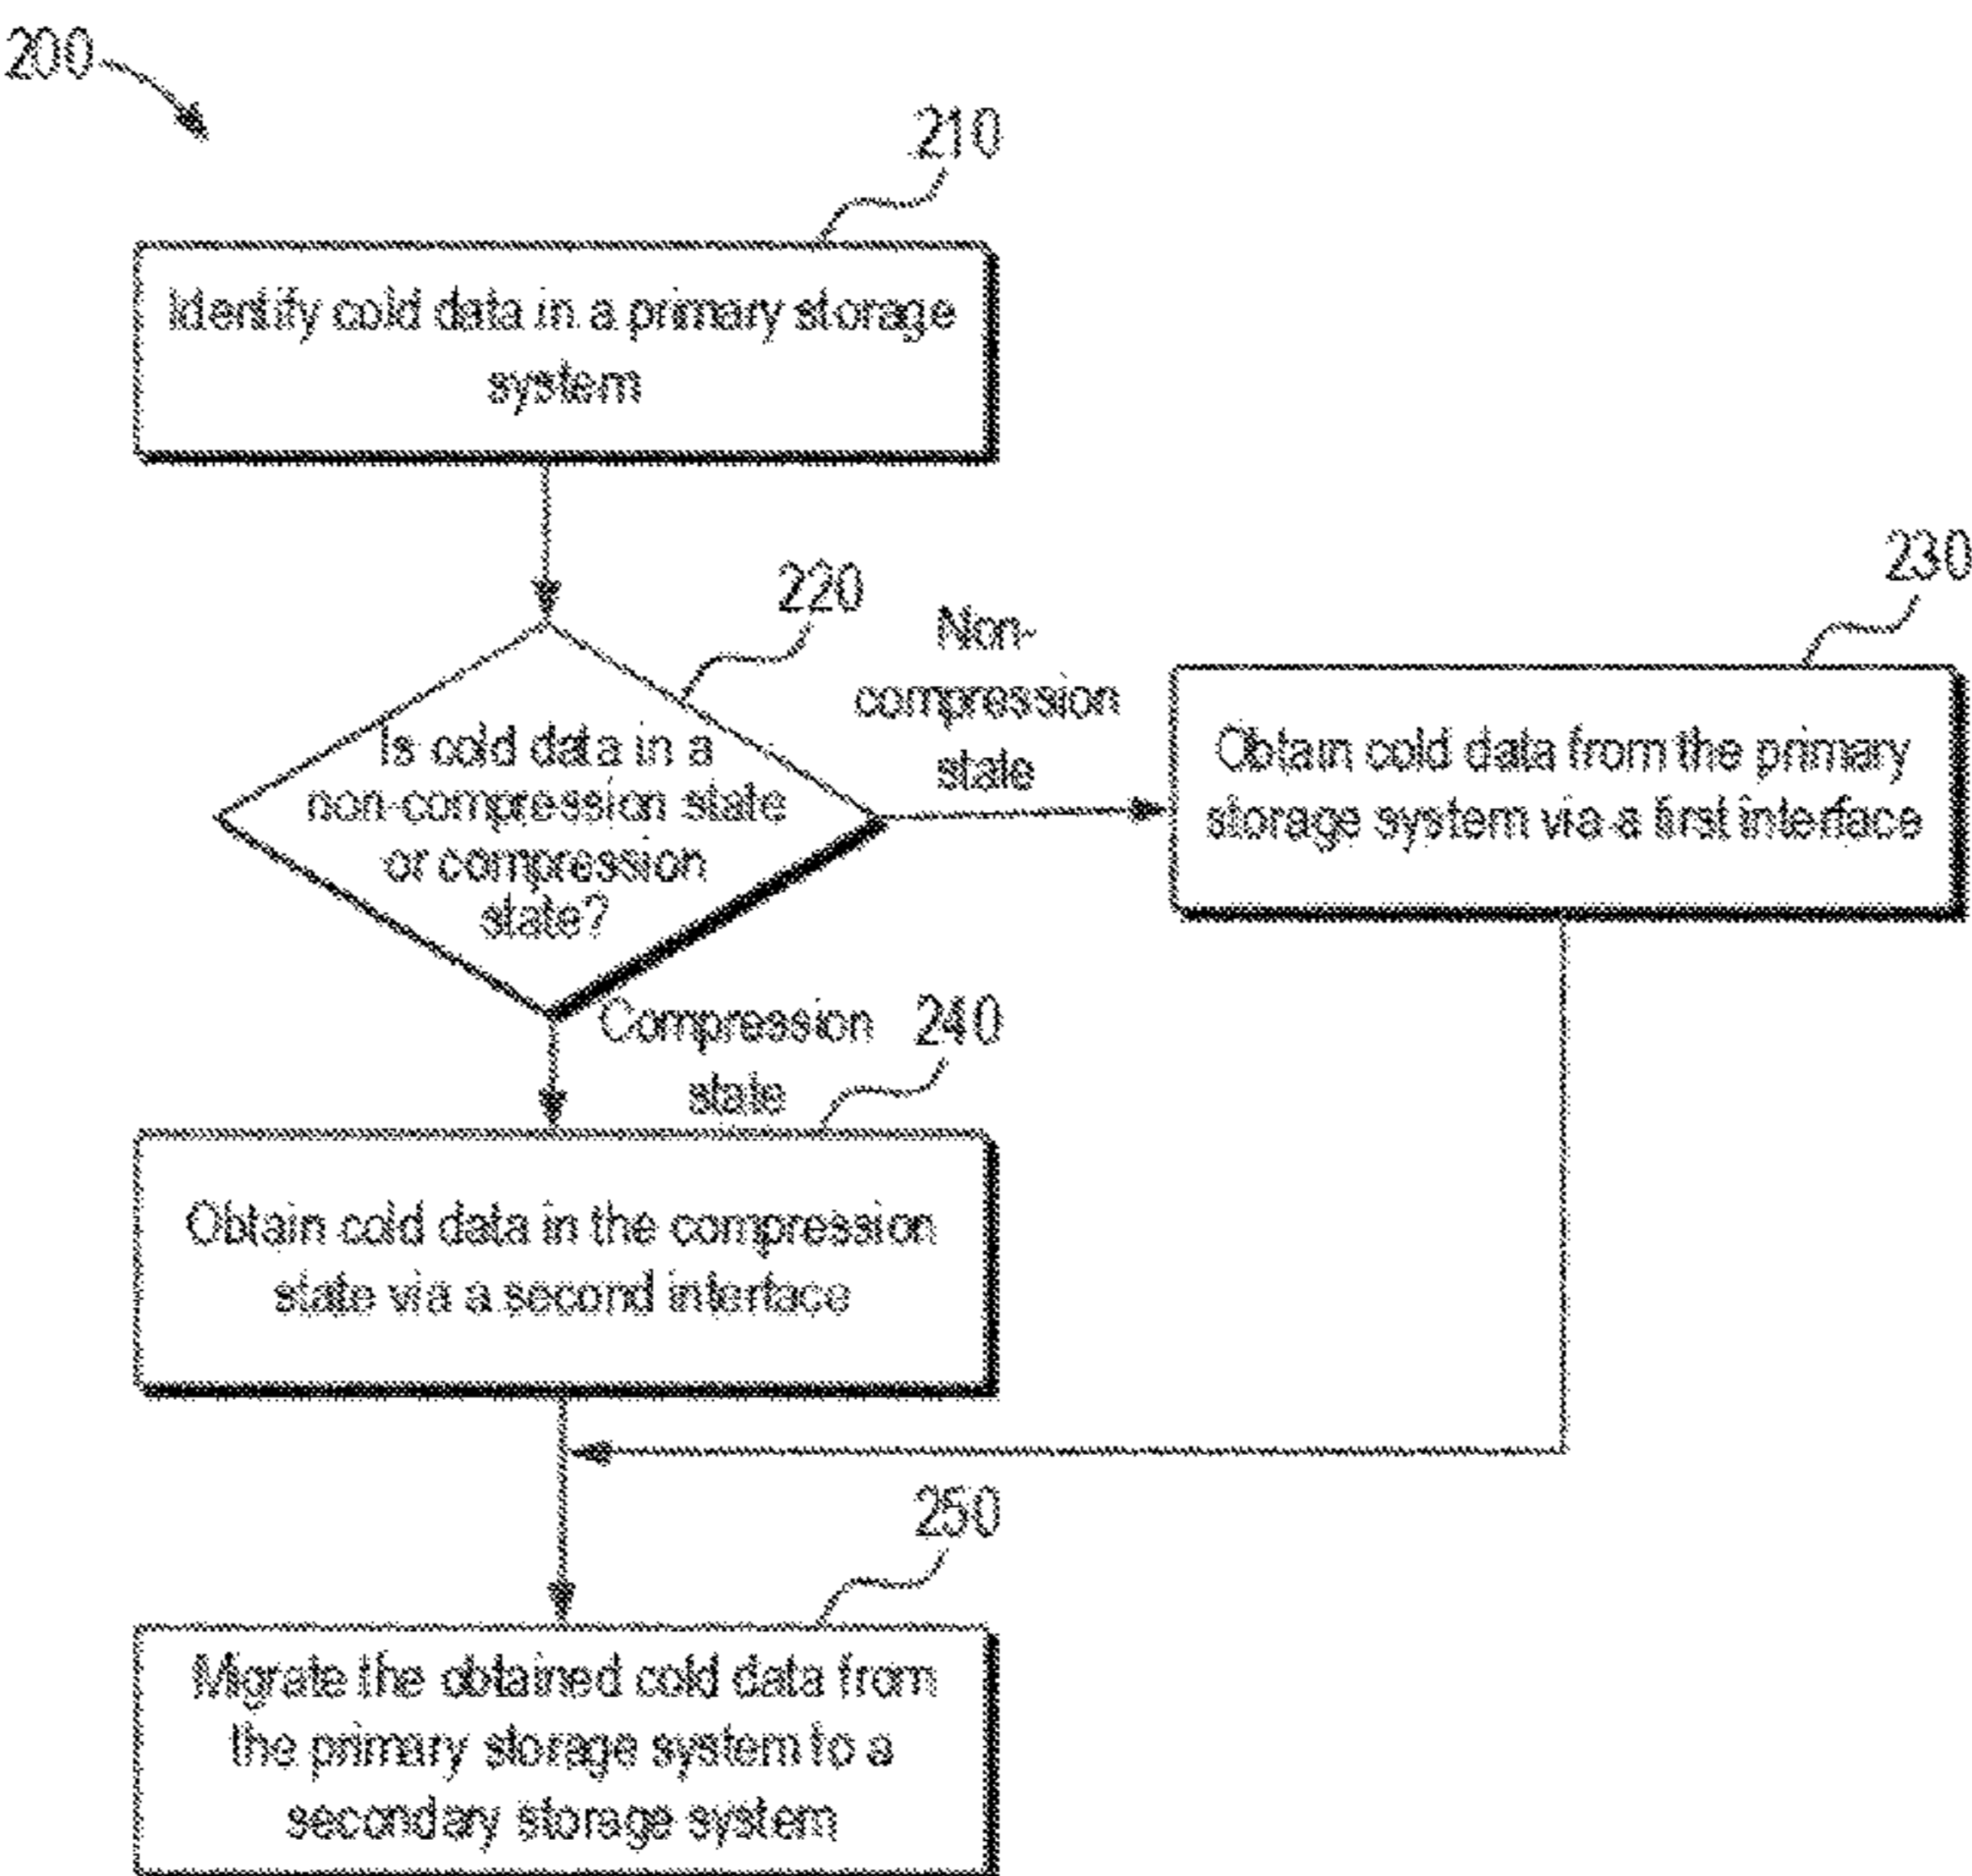 200
210
Identify cold data in a primary storage
system
220
Non-
compression
state
230
Is cold data in a
non-compression state
or compression
state?
Obtain cold data from the primary
storage system via a first interface
Compression
state
240
Obtain cold data in the compression
state via a second interface
250
Migrate the obtained cold data from
the primary storage system to a
secondary storage system